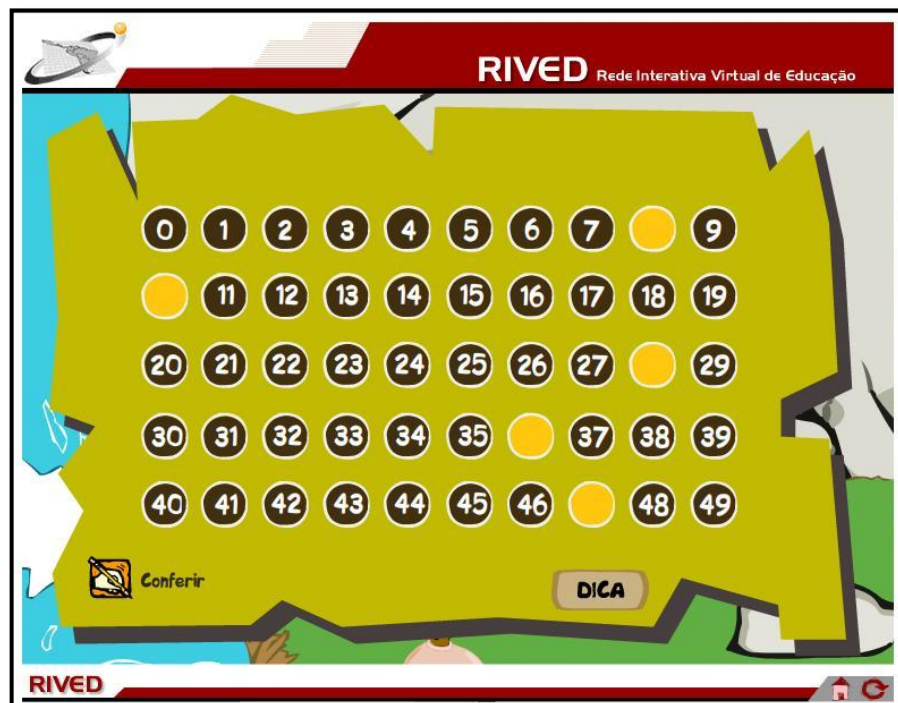 RIVED Rede Interativa Virtual de Educação
0 1 2 3 4 5 6 7 9
11 12 13 14 15 16 17 18 19
20 21 22 23 24 25 26 27 29
30 31 32 33 34 35 37 38 39
40 41 42 43 44 45 46 48 49
Conferir DICA
RIVED